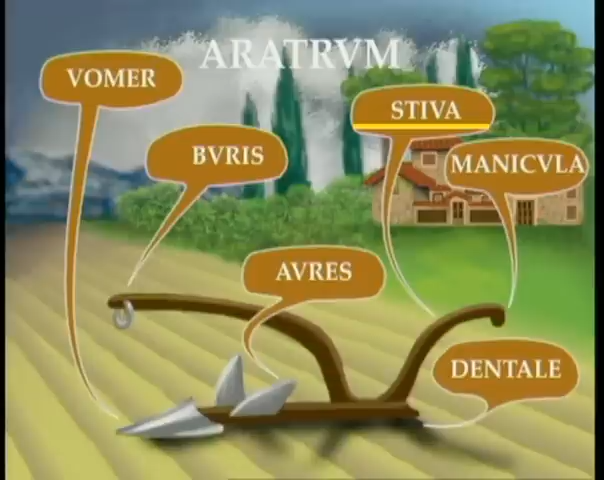 ARATRVM
VOMER
STIVA
BVRIS
MANICVLA
AVRES
DENTALE